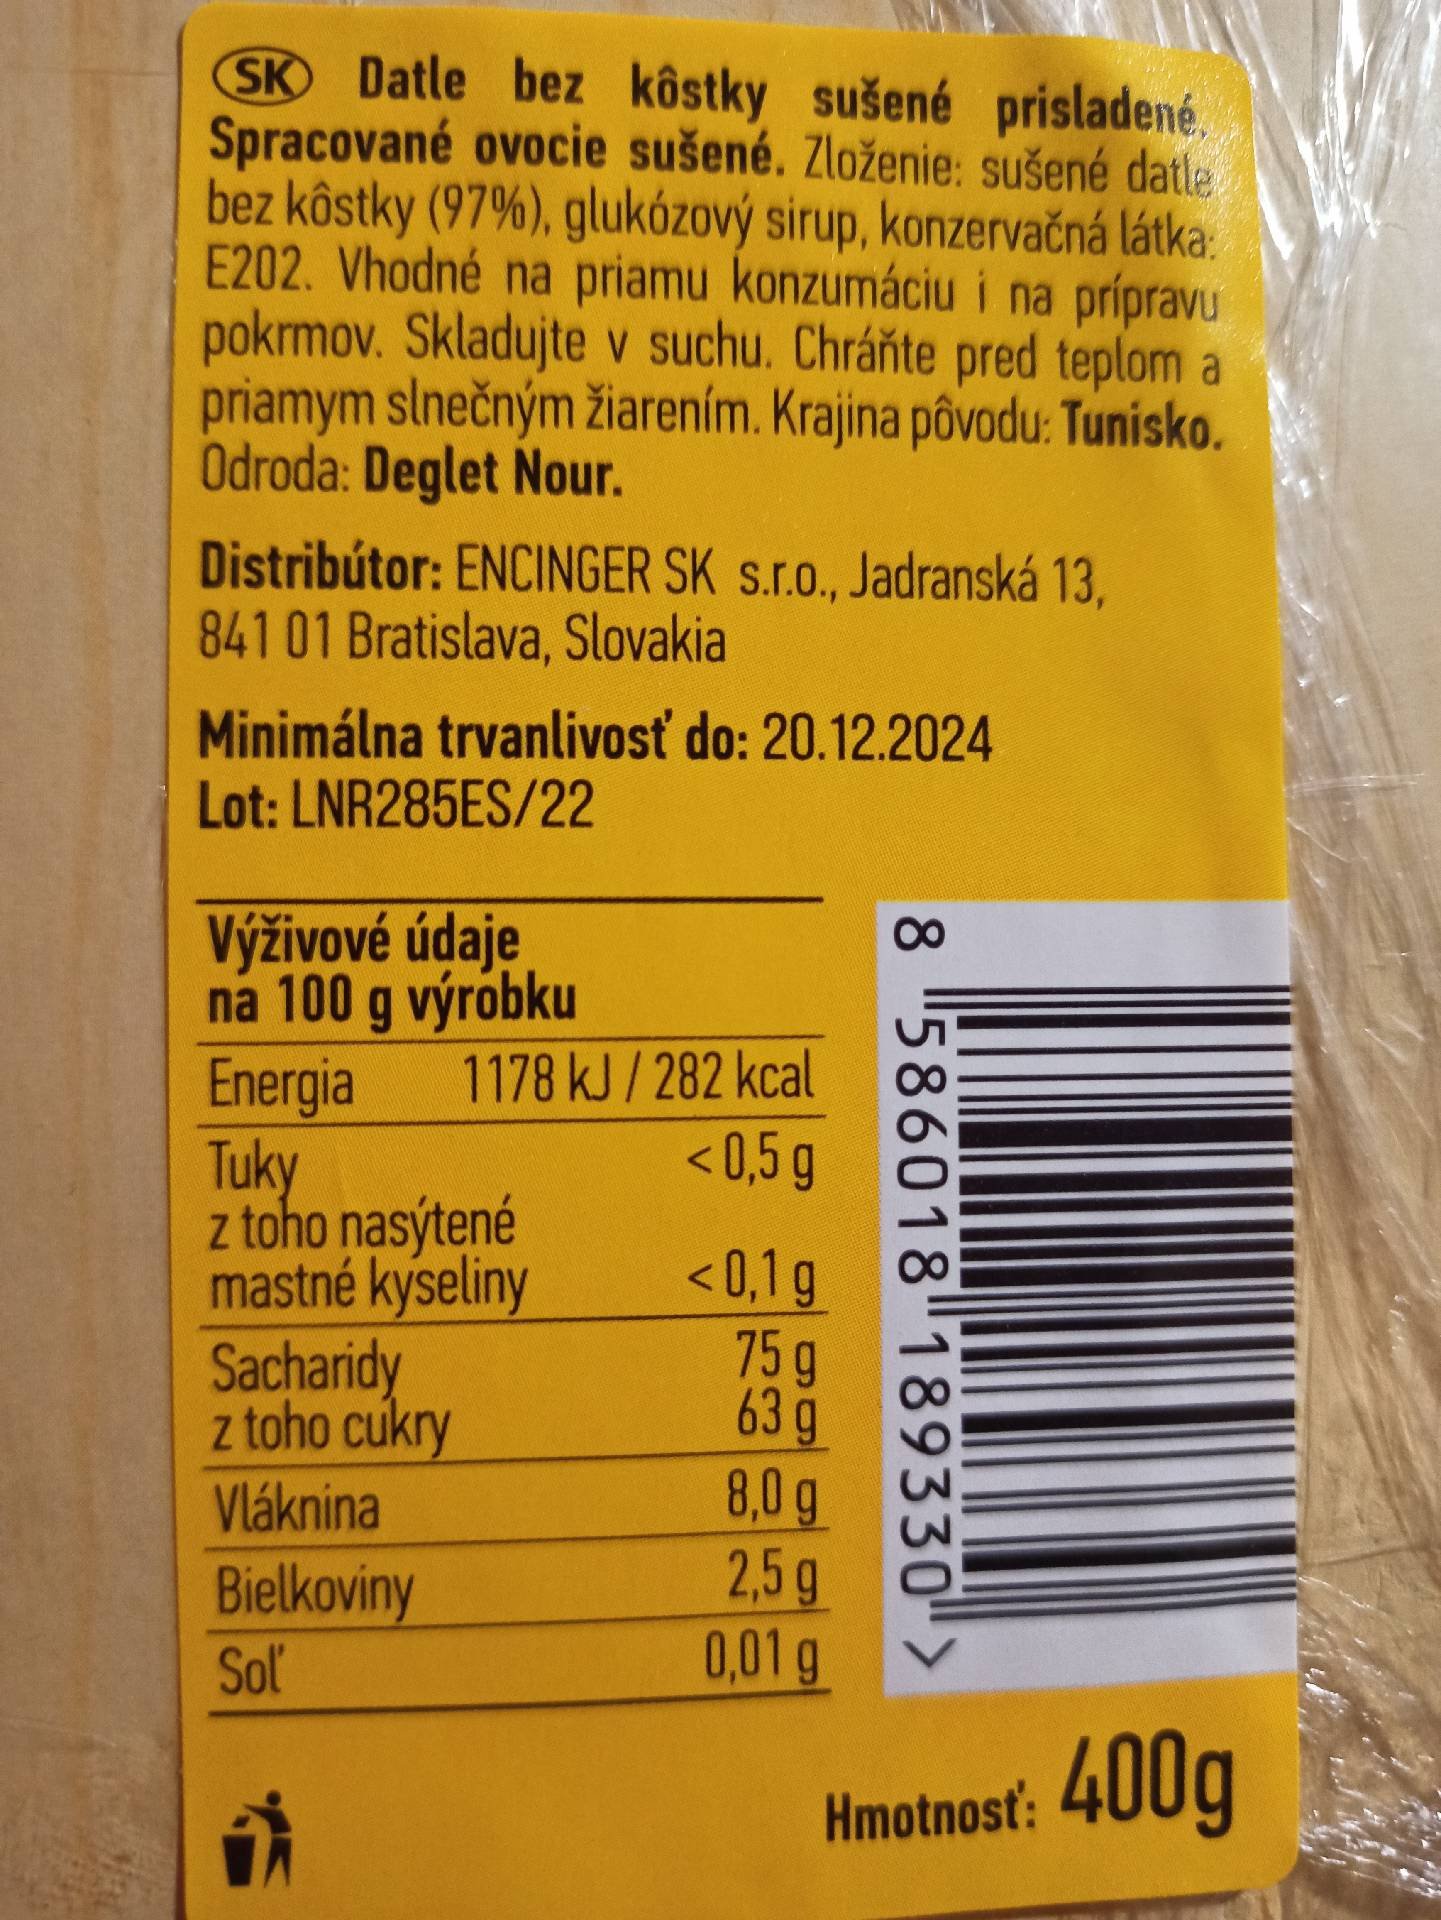 SK Datle bez kôstky sušené prisladené.
Spracované ovocie sušené. Zloženie: sušené datle
bez kôstky (97%), glukózový sirup, konzervačná látka:
E202. Vhodné na priamu konzumáciu i na prípravu
pokrmov. Skladujte v suchu. Chráňte pred teplom a
priamym slnečným žiarením. Krajina pôvodu: Tunisko.
Odroda: Deglet Nour.
Distribútor: ENCINGER SK s.r.o., Jadranská 13,
841 01 Bratislava, Slovakia
Minimálna trvanlivosť do: 20.12.2024
Lot: LNR285ES/22
Výživové údaje
na 100 g výrobku
Energia 1178 kJ / 282 kcal
Tuky <0,5 g
z toho nasýtené
mastné kyseliny <0,1 g
Sacharidy 75 g
z toho cukry 63 g
Vláknina 8,0 g
Bielkoviny 2,5 g
Soľ 0,01 g
8 586018 189330 >
Hmotnosť: 400g